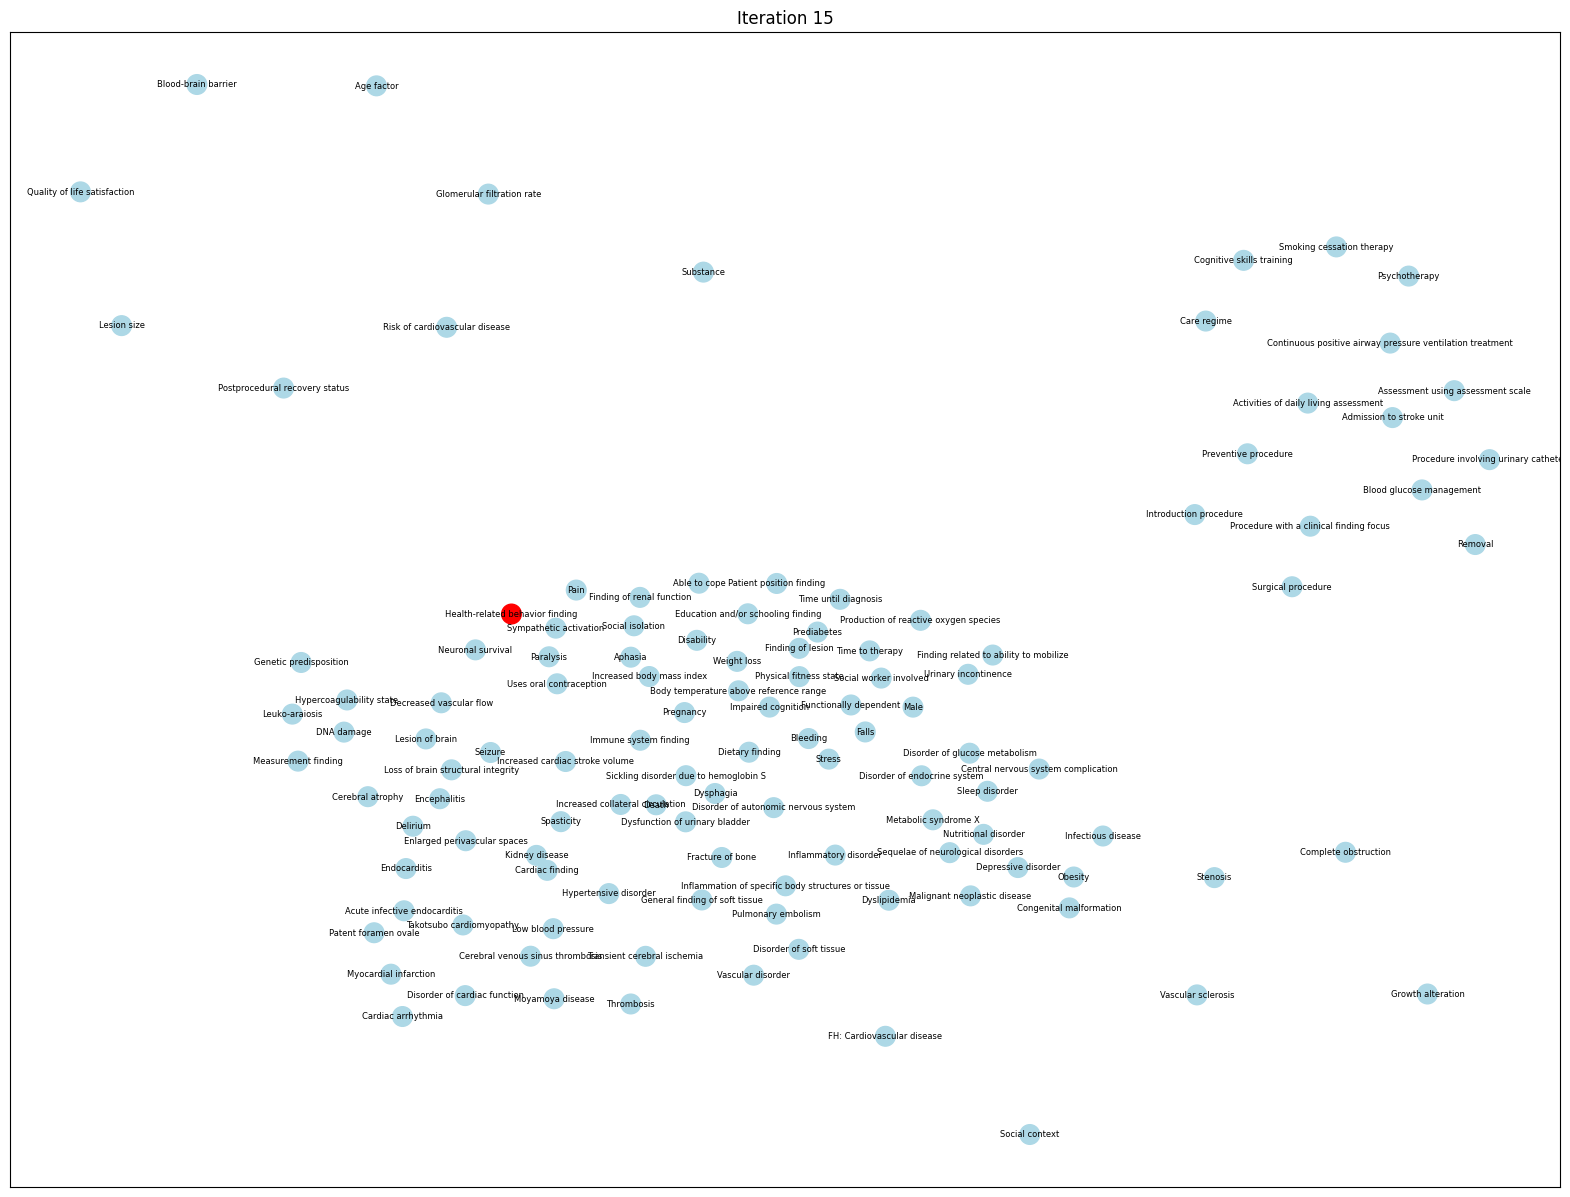 Iteration 15
Blood-brain barrier
Age factor
Quality of life satisfaction
Glomerular filtration rate
Smoking cessation therapy
Cognitive skills training
Substance
Psychotherapy
Care regime
Lesion size
Risk of cardiovascular disease
Continuous positive airway pressure ventilation treatment
Postprocedural recovery status
Assessment using assessment scale
Activities of daily living assessment
Admission to stroke unit
Preventive procedure
Procedure involving urinary cathete
Blood glucose management
Introduction procedure
Procedure with a clinical finding focus
Removal
Able to cope
Patient position finding
Surgical procedure
Pain
Finding of renal function
Time until diagnosis
Health-related behavior finding
Education and/or schooling finding
Production of reactive oxygen species
Sympathetic activation
Social isolation
Prediabetes
Disability
Finding of lesion
Neuronal survival
Time to therapy
Finding related to ability to mobilize
Paralysis
Aphasia
Weight loss
Genetic predisposition
Urinary incontinence
Increased body mass index
Physical fitness state
Social worker involved
Uses oral contraception
Body temperature above reference range
Hypercoagulability state
Decreased vascular flow
Functionally dependent
Impaired cognition
Male
Pregnancy
Leuko-araiosis
DNA damage
Falls
Lesion of brain
Bleeding
Immune system finding
Seizure
Dietary finding
Disorder of glucose metabolism
Stress
Measurement finding
Increased cardiac stroke volume
Loss of brain structural integrity
Central nervous system complication
Sickling disorder due to hemoglobin S
Disorder of endocrine system
Sleep disorder
Dysphagia
Cerebral atrophy
Encephalitis
Increased collateral circulation
Death
Disorder of autonomic nervous system
Metabolic syndrome X
Spasticity
Dysfunction of urinary bladder
Delirium
Nutritional disorder
Infectious disease
Enlarged perivascular spaces
Sequelae of neurological disorders
Complete obstruction
Kidney disease
Inflammatory disorder
Fracture of bone
Depressive disorder
Endocarditis
Cardiac finding
Obesity
Stenosis
Inflammation of specific body structures or tissue
Hypertensive disorder
Malignant neoplastic disease
General finding of soft tissue
Dyslipidemia
Congenital malformation
Acute infective endocarditis
Pulmonary embolism
Takotsubo cardiomyopathy
Low blood pressure
Patent foramen ovale
Disorder of soft tissue
Cerebral venous sinus thrombosis
Transient cerebral ischemia
Myocardial infarction
Vascular disorder
Disorder of cardiac function
Vascular sclerosis
Growth alteration
Moyamoya disease
Thrombosis
Cardiac arrhythmia
FH: Cardiovascular disease
Social context